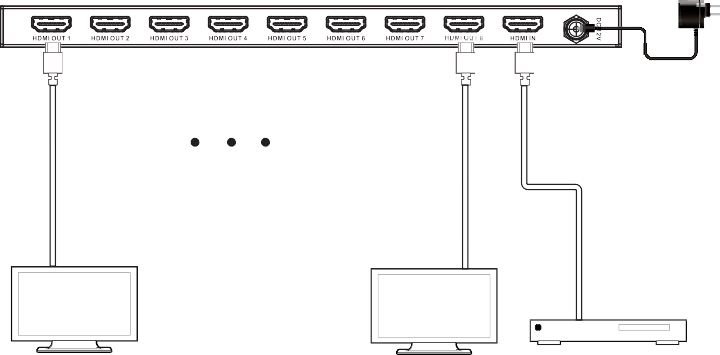 HDMI OUT 1
HDMI OUT 2
HDMI OUT 3
HDMI OUT 4
HDMI OUT 5
HDMI OUT 6
HDMI OUT 7
HDMI OUT 8
HDMI IN
DC12V